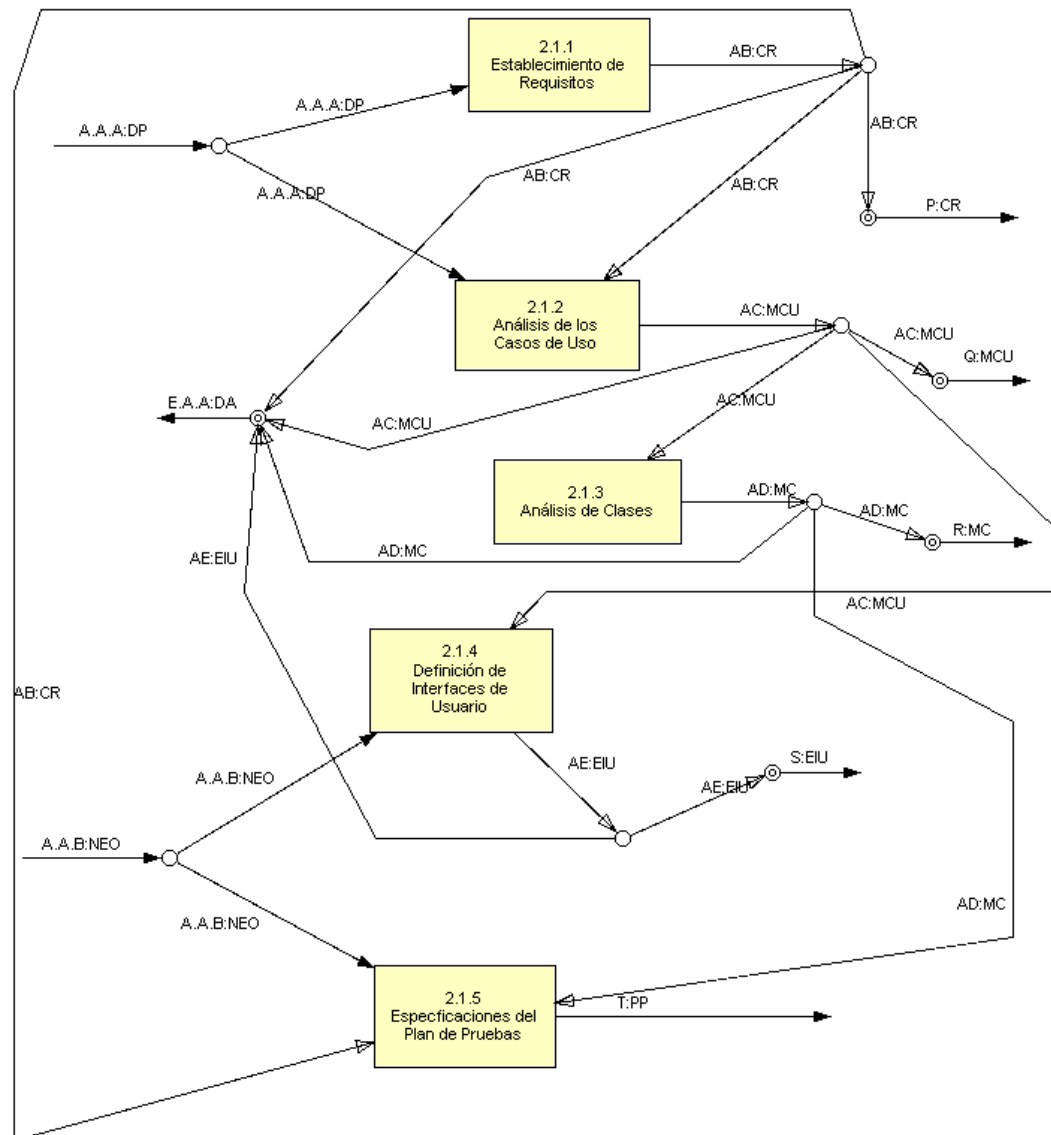 2.1.1
Establecimiento de
Requisitos
AB:CR
A.A.A:DP
A.A.A:DP
AB:CR
A.A.A:DP
AB:CR
AB:CR
P:CR
2.1.2
Análisis de los
Casos de Uso
AC:MCU
AC:MCU
Q:MCU
E.A.A:DA
AC:MCU
AC:MCU
2.1.3
Análisis de Clases
AD:MC
AD:MC
R:MC
AE:EIU
AD:MC
AC:MCU
2.1.4
Definición de
Interfaces de
Usuario
AB:CR
AE:EIU
S:EIU
A.A.B:NEO
AE:EIU
A.A.B:NEO
AD:MC
A.A.B:NEO
2.1.5
Especficaciones del
Plan de Pruebas
T:PP